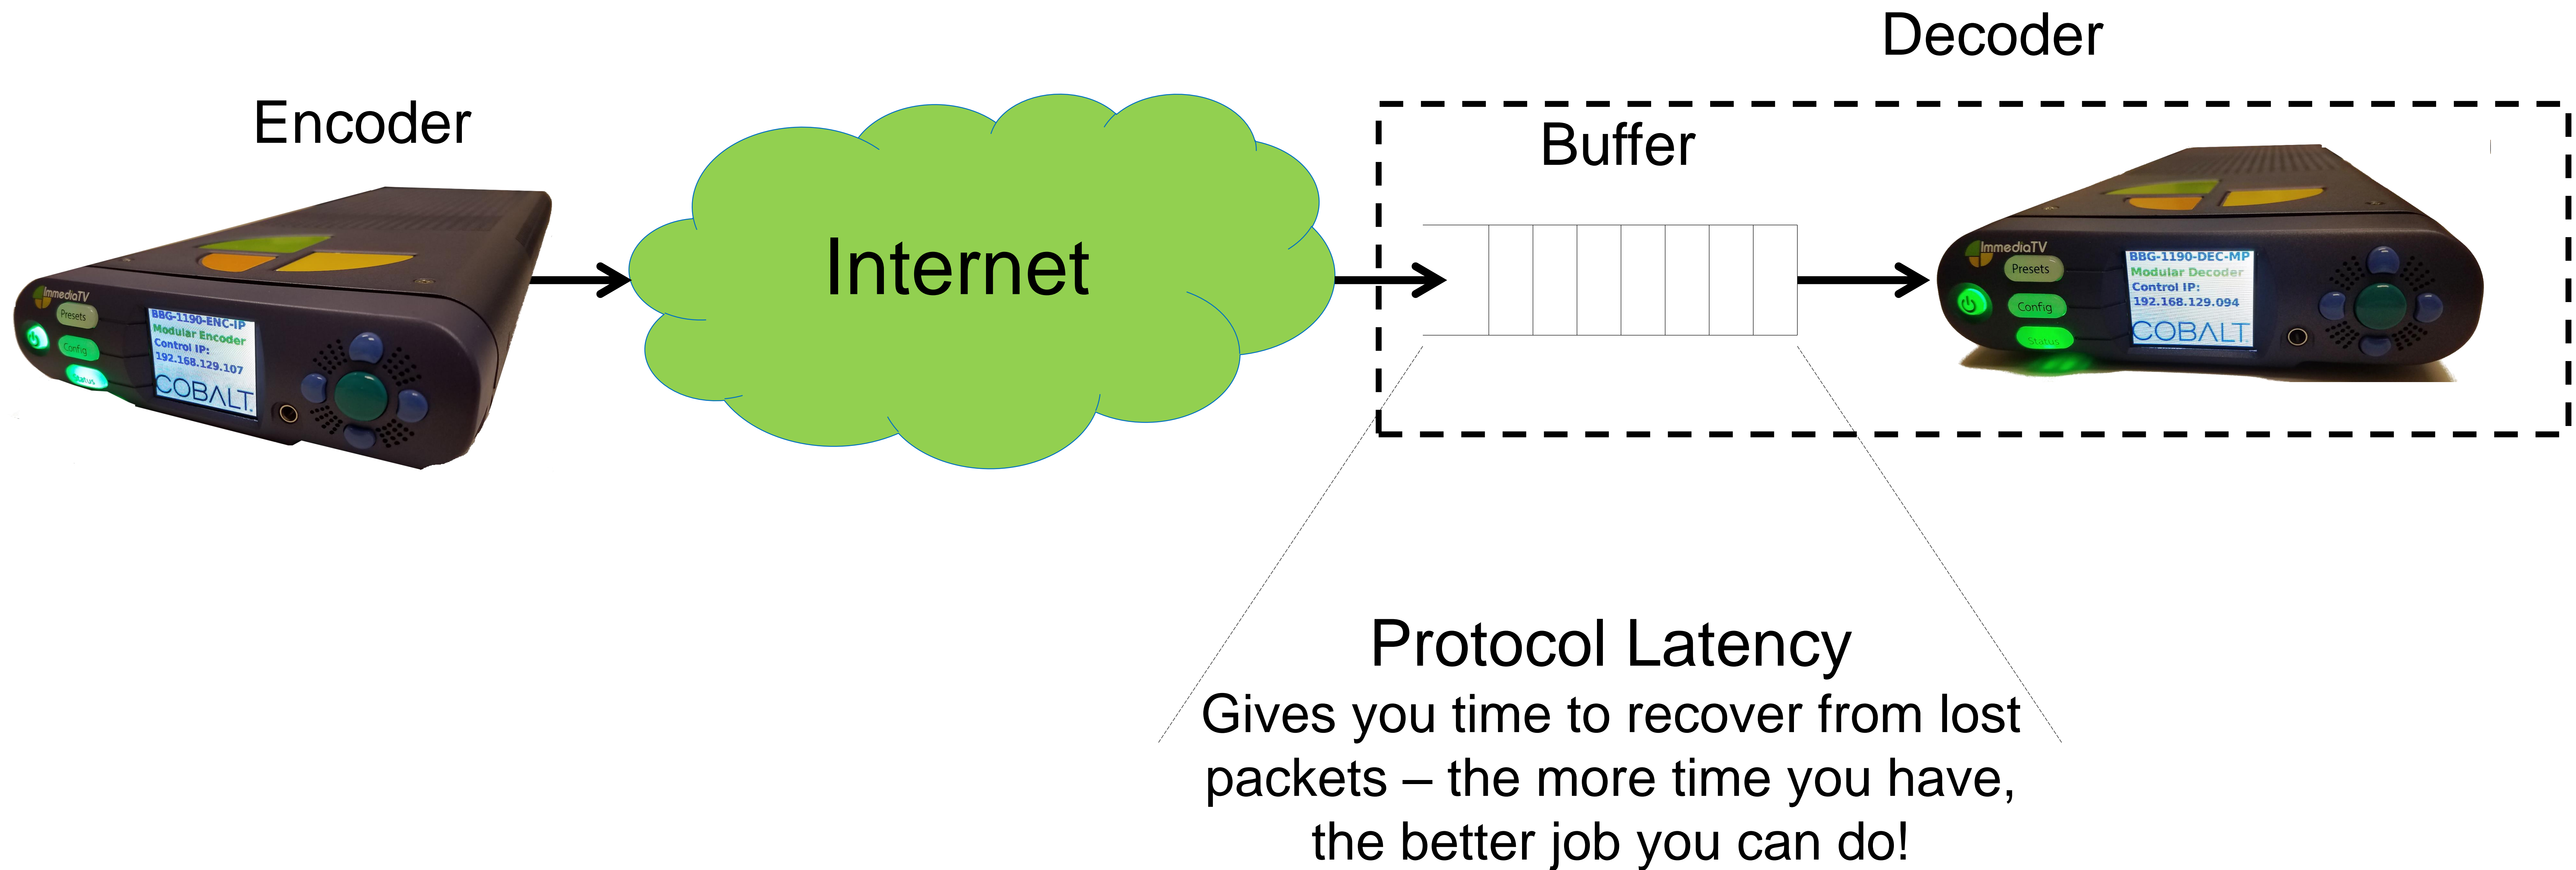 Decoder
Encoder
Buffer
Internet
ImmediaTV
Presets
Config
Status
BBG-1190-ENC-IP
Modular Encoder
Control IP:
192.168.129.107
COBALT
ImmediaTV
Presets
Config
Status
BBG-1190-DEC-MP
Modular Decoder
Control IP:
192.168.129.094
COBALT
Protocol Latency
Gives you time to recover from lost
packets – the more time you have,
the better job you can do!